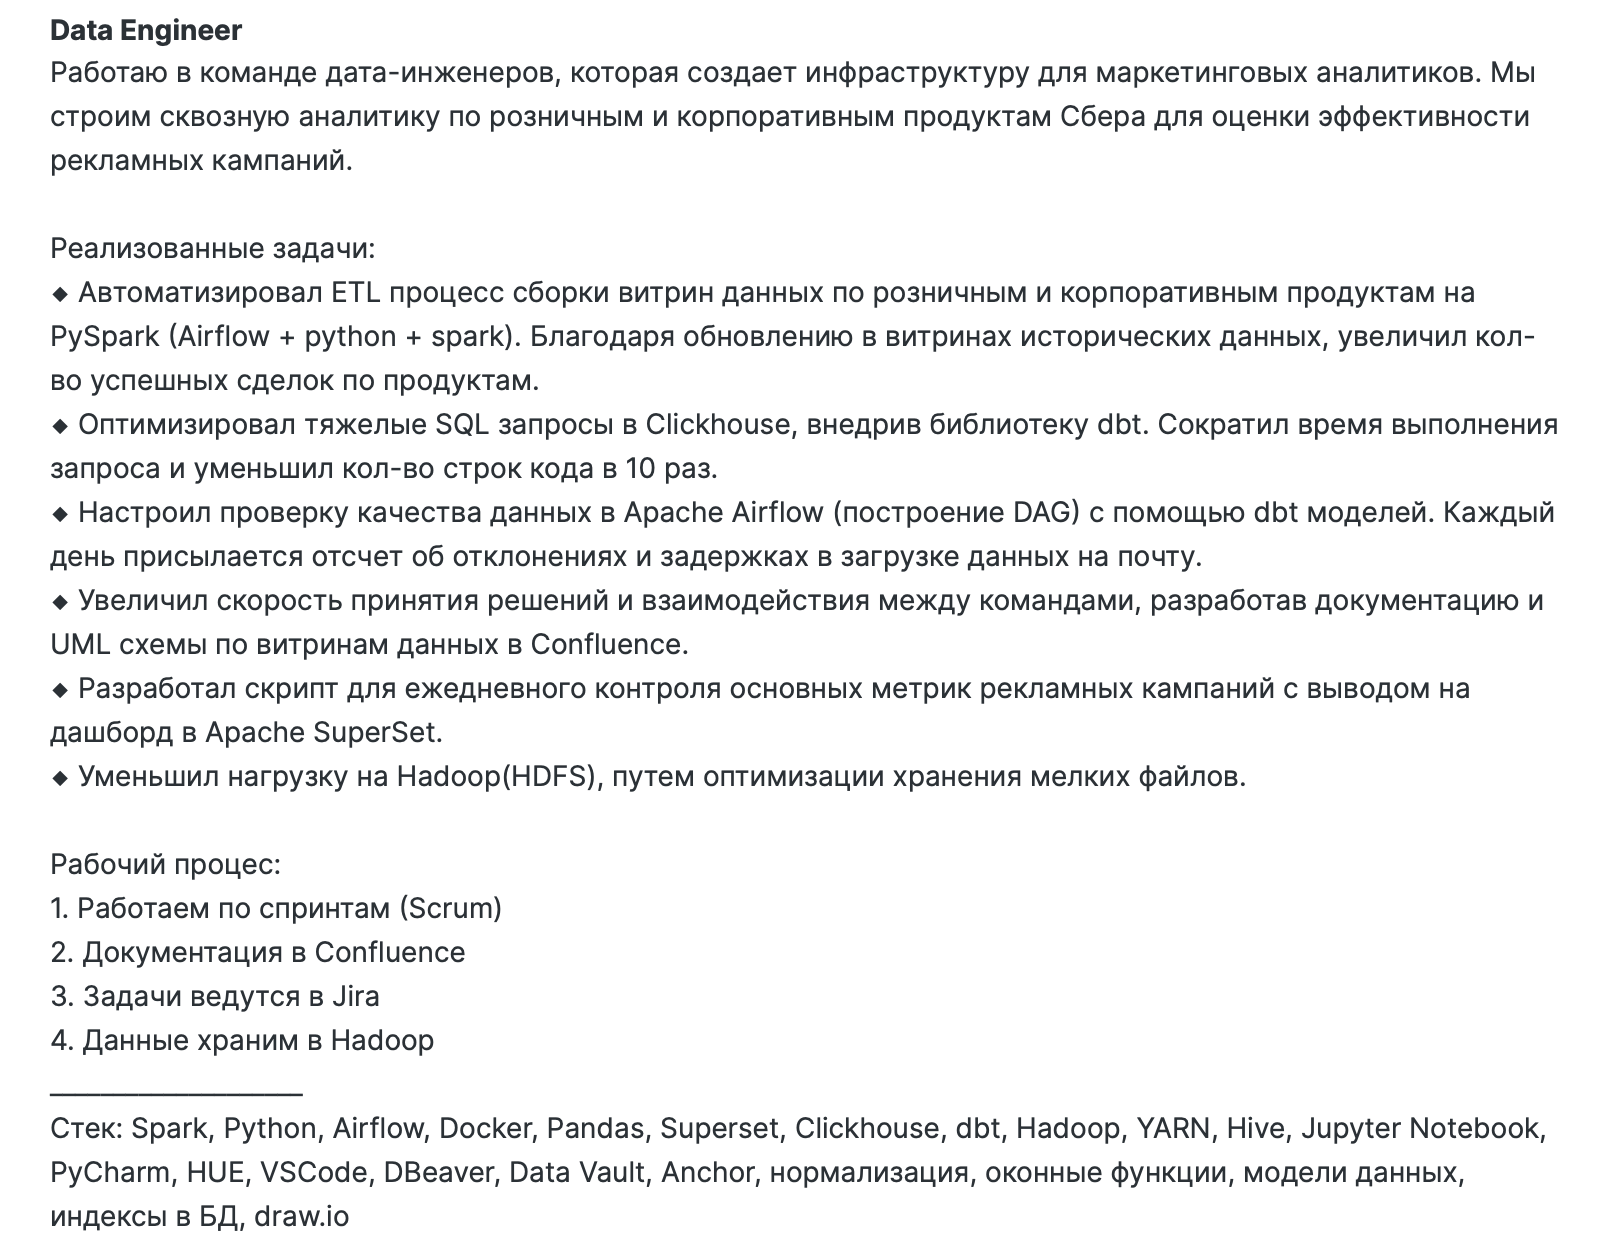 Data Engineer
Работаю в команде дата-инженеров, которая создает инфраструктуру для маркетинговых аналитиков. Мы
строим сквозную аналитику по розничным и корпоративным продуктам Сбера для оценки эффективности
рекламных кампаний.
Реализованные задачи:
◆ Автоматизировал ETL процесс сборки витрин данных по розничным и корпоративным продуктам на
PySpark (Airflow + python + spark). Благодаря обновлению в витринах исторических данных, увеличил кол-
во успешных сделок по продуктам.
◆ Оптимизировал тяжелые SQL запросы в Clickhouse, внедрив библиотеку dbt. Сократил время выполнения
запроса и уменьшил кол-во строк кода в 10 раз.
◆ Настроил проверку качества данных в Apache Airflow (построение DAG) с помощью dbt моделей. Каждый
день присылается отсчет об отклонениях и задержках в загрузке данных на почту.
◆ Увеличил скорость принятия решений и взаимодействия между командами, разработав документацию и
UML схемы по витринам данных в Confluence.
◆ Разработал скрипт для ежедневного контроля основных метрик рекламных кампаний с выводом на
дашборд в Apache SuperSet.
◆ Уменьшил нагрузку на Hadoop(HDFS), путем оптимизации хранения мелких файлов.
Рабочий процес:
1. Работаем по спринтам (Scrum)
2. Документация в Confluence
3. Задачи ведутся в Jira
4. Данные храним в Hadoop
__________________
Стек: Spark, Python, Airflow, Docker, Pandas, Superset, Clickhouse, dbt, Hadoop, YARN, Hive, Jupyter Notebook,
PyCharm, HUE, VSCode, DBeaver, Data Vault, Anchor, нормализация, оконные функции, модели данных,
индексы в БД, draw.io